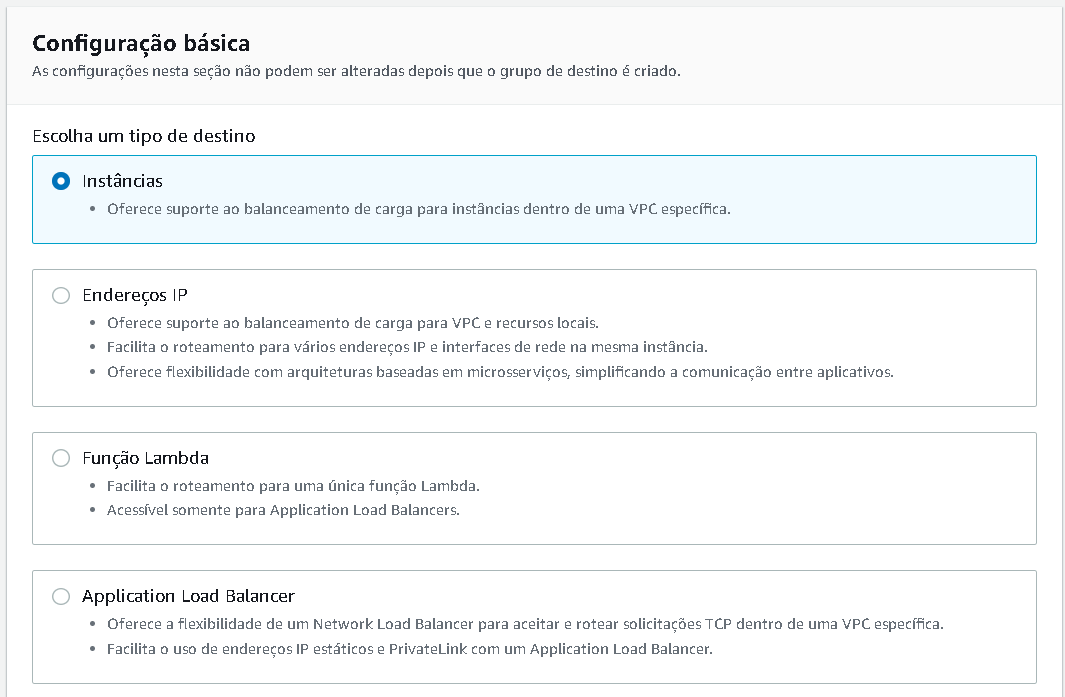 Configuração básica
As configurações nesta seção não podem ser alteradas depois que o grupo de destino é criado.
Escolha um tipo de destino
Instâncias
• Oferece suporte ao balanceamento de carga para instâncias dentro de uma VPC específica.
Endereços IP
• Oferece suporte ao balanceamento de carga para VPC e recursos locais.
• Facilita o roteamento para vários endereços IP e interfaces de rede na mesma instância.
• Oferece flexibilidade com arquiteturas baseadas em microsserviços, simplificando a comunicação entre aplicativos.
Função Lambda
• Facilita o roteamento para uma única função Lambda.
• Acessível somente para Application Load Balancers.
Application Load Balancer
• Oferece a flexibilidade de um Network Load Balancer para aceitar e rotear solicitações TCP dentro de uma VPC específica.
• Facilita o uso de endereços IP estáticos e PrivateLink com um Application Load Balancer.